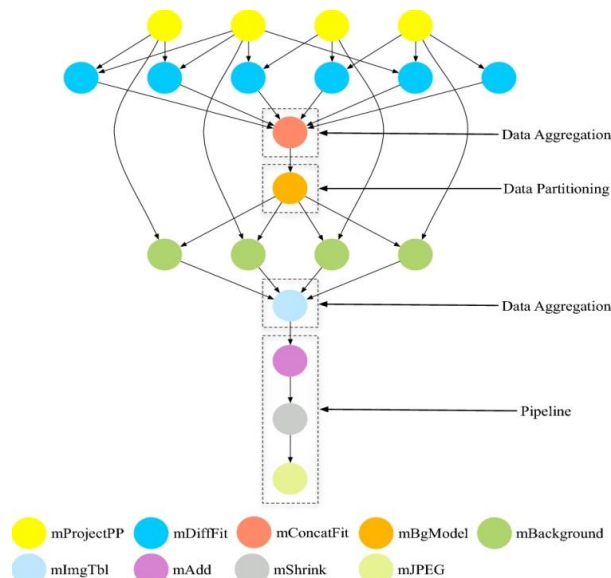 Data Aggregation
Data Partitioning
Data Aggregation
Pipeline
mProjectPP mDiffFit mConcatFit mBgModel mBackground
mImgTbl mAdd mShrink mJPEG